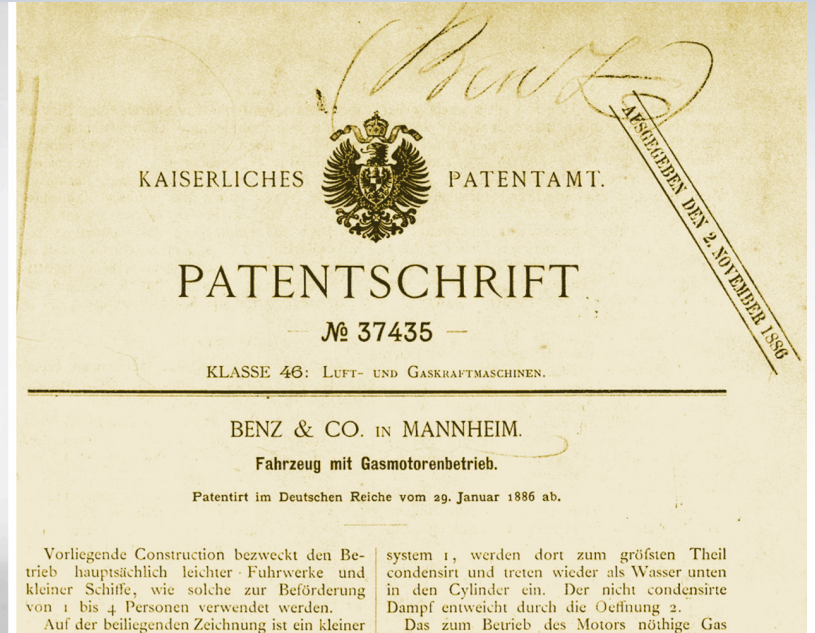 Benz
AUSGEGEBEN DEN 2. NOVEMBER 1886
KAISERLICHES PATENTAMT.
PATENTSCHRIFT
№ 37435
KLASSE 46: LUFT- UND GASKRAFTMASCHINEN.
BENZ & CO. IN MANNHEIM.
Fahrzeug mit Gasmotorenbetrieb.
Patentirt im Deutschen Reiche vom 29. Januar 1886 ab.
Vorliegende Construction bezweckt den Be-
trieb hauptsächlich leichter Fuhrwerke und
kleiner Schiffe, wie solche zur Beförderung
von 1 bis 4 Personen verwendet werden.
Auf der beiliegenden Zeichnung ist ein kleiner
system 1, werden dort zum größten Theil
condensirt und treten wieder als Wasser unten
in den Cylinder ein. Der nicht condensirte
Dampf entweicht durch die Oeffnung 2.
Das zum Betrieb des Motors nöthige Gas